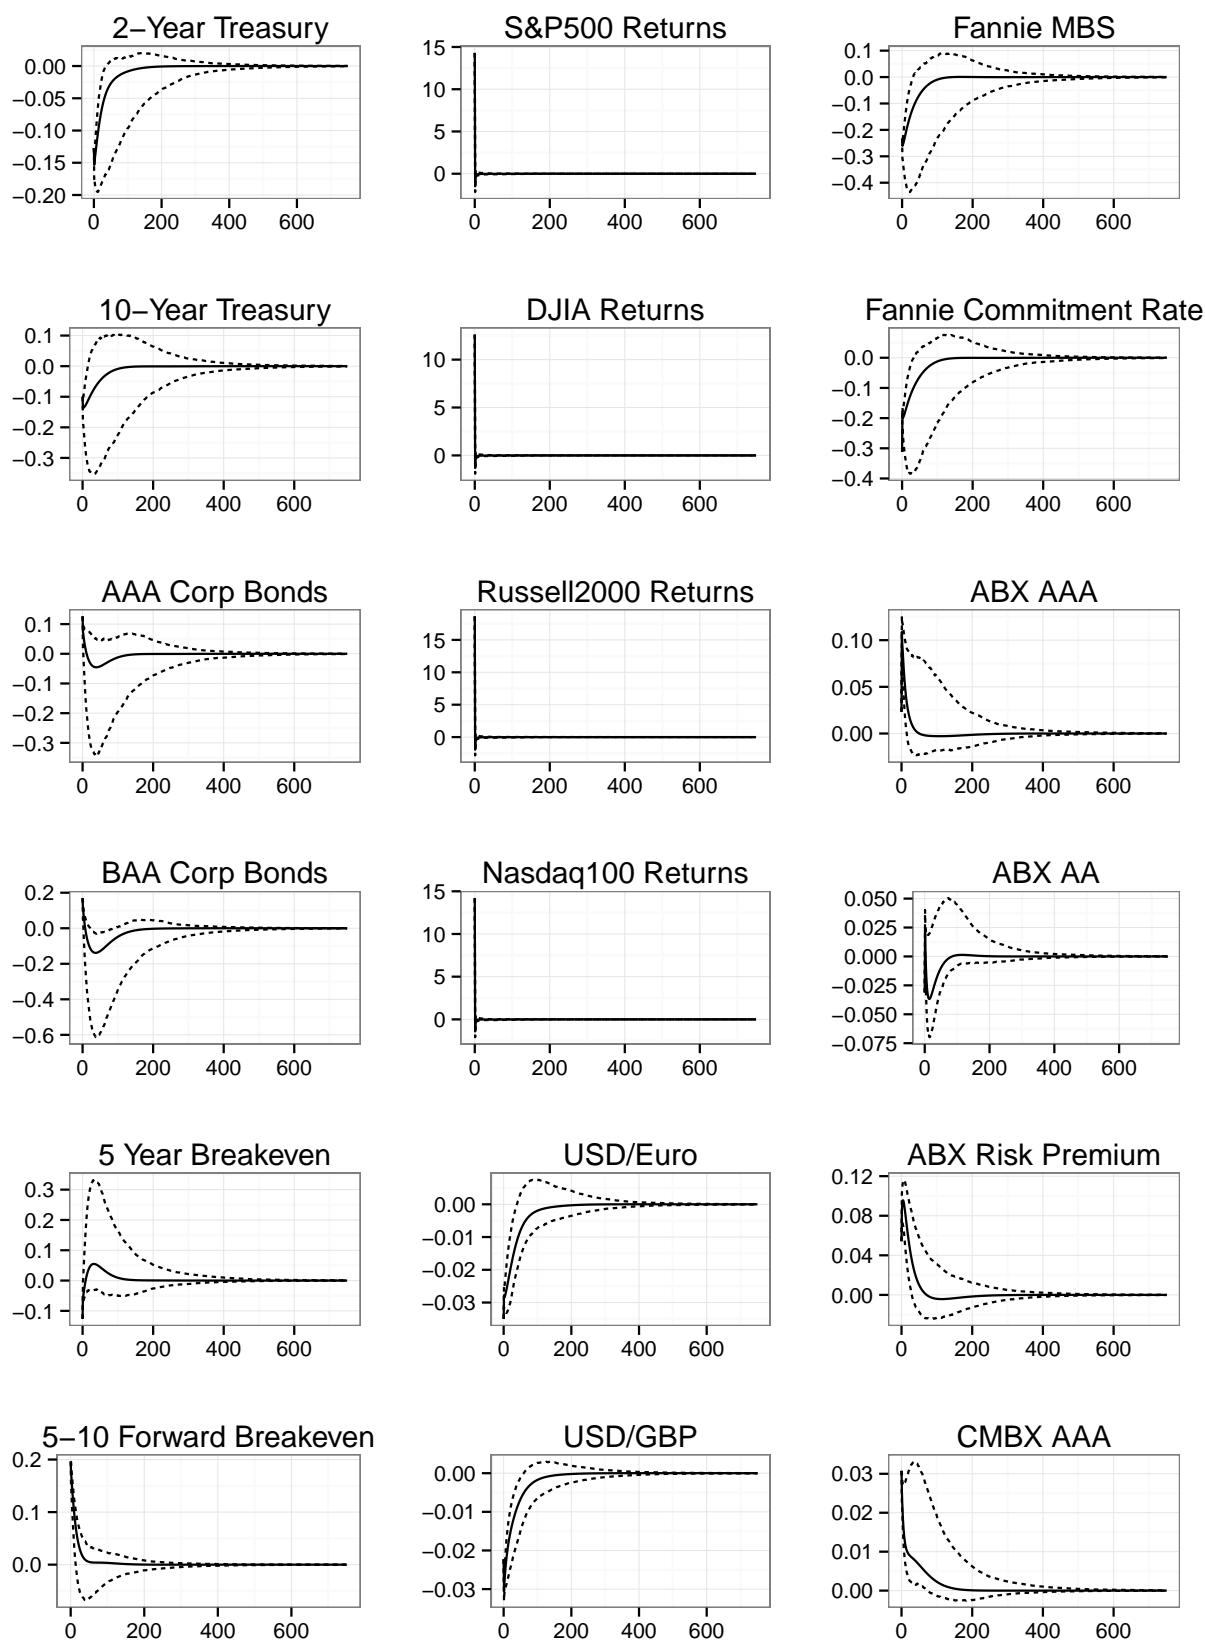 2−Year Treasury
0.00
−0.05
−0.10
−0.15
−0.20
0 200 400 600
S&P500 Returns
15
10
5
0
0 200 400 600
Fannie MBS
0.1
0.0
−0.1
−0.2
−0.3
−0.4
0 200 400 600
10−Year Treasury
0.1
0.0
−0.1
−0.2
−0.3
0 200 400 600
DJIA Returns
10
5
0
0 200 400 600
Fannie Commitment Rate
0.0
−0.1
−0.2
−0.3
−0.4
0 200 400 600
AAA Corp Bonds
0.1
0.0
−0.1
−0.2
−0.3
0 200 400 600
Russell2000 Returns
15
10
5
0
0 200 400 600
ABX AAA
0.10
0.05
0.00
0 200 400 600
BAA Corp Bonds
0.2
0.0
−0.2
−0.4
−0.6
0 200 400 600
Nasdaq100 Returns
15
10
5
0
0 200 400 600
ABX AA
0.050
0.025
0.000
−0.025
−0.050
−0.075
0 200 400 600
5 Year Breakeven
0.3
0.2
0.1
0.0
−0.1
0 200 400 600
USD/Euro
0.00
−0.01
−0.02
−0.03
0 200 400 600
ABX Risk Premium
0.12
0.08
0.04
0.00
0 200 400 600
5−10 Forward Breakeven
0.2
0.1
0.0
0 200 400 600
USD/GBP
0.00
−0.01
−0.02
−0.03
0 200 400 600
CMBX AAA
0.03
0.02
0.01
0.00
0 200 400 600